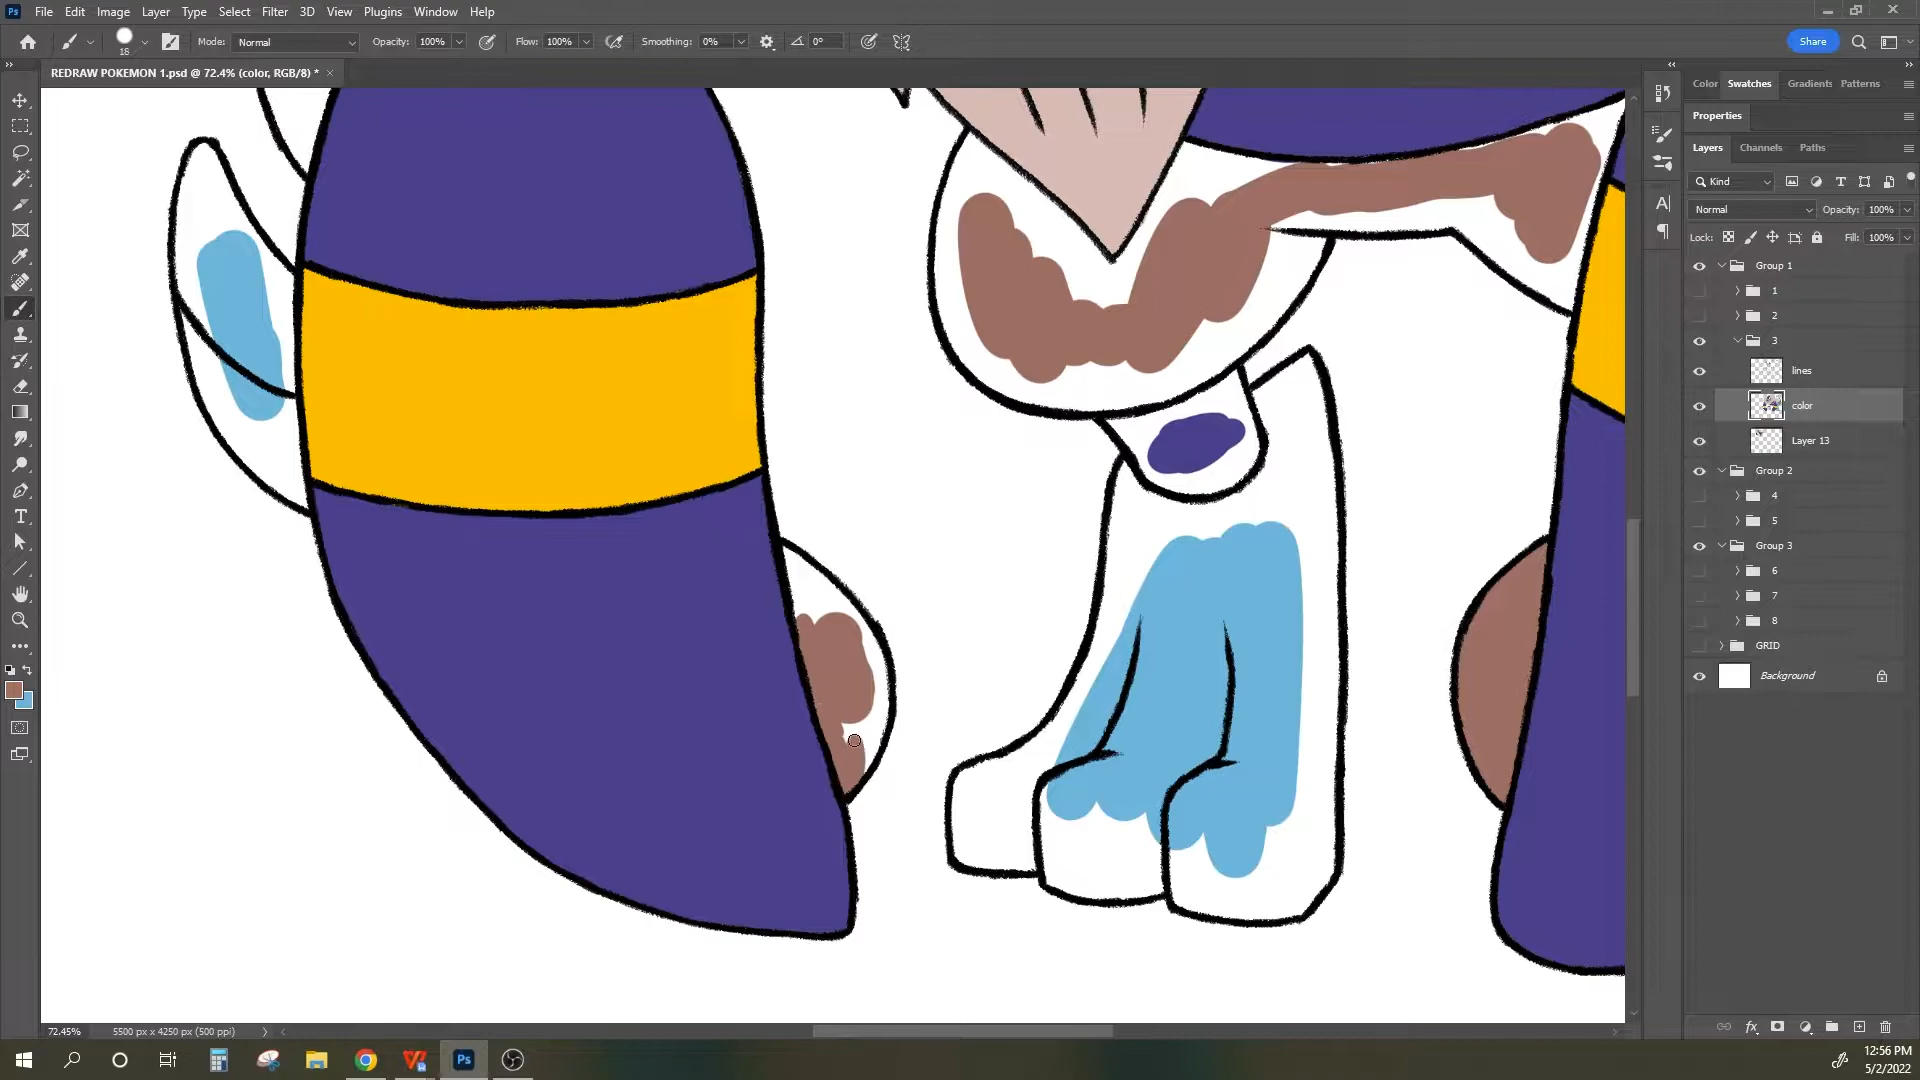 Ps File Edit Image Layer Type Select Filter 3D View Plugins Window Help
18 Mode: Normal Opacity: 100% Flow: 100% Smoothing: 0% 0° Share
REDRAW POKEMON 1.psd @ 72.4% (color, RGB/8) * ×
Color Swatches Gradients Patterns
Properties
Layers Channels Paths
Kind
Normal Opacity: 100%
Lock: Fill: 100%
Group 1
1
2
3
lines
color
Layer 13
Group 2
4
5
Group 3
6
7
8
GRID
Background
72.45% 5500 px x 4250 px (500 ppi)
Ps
12:56 PM
5/2/2022